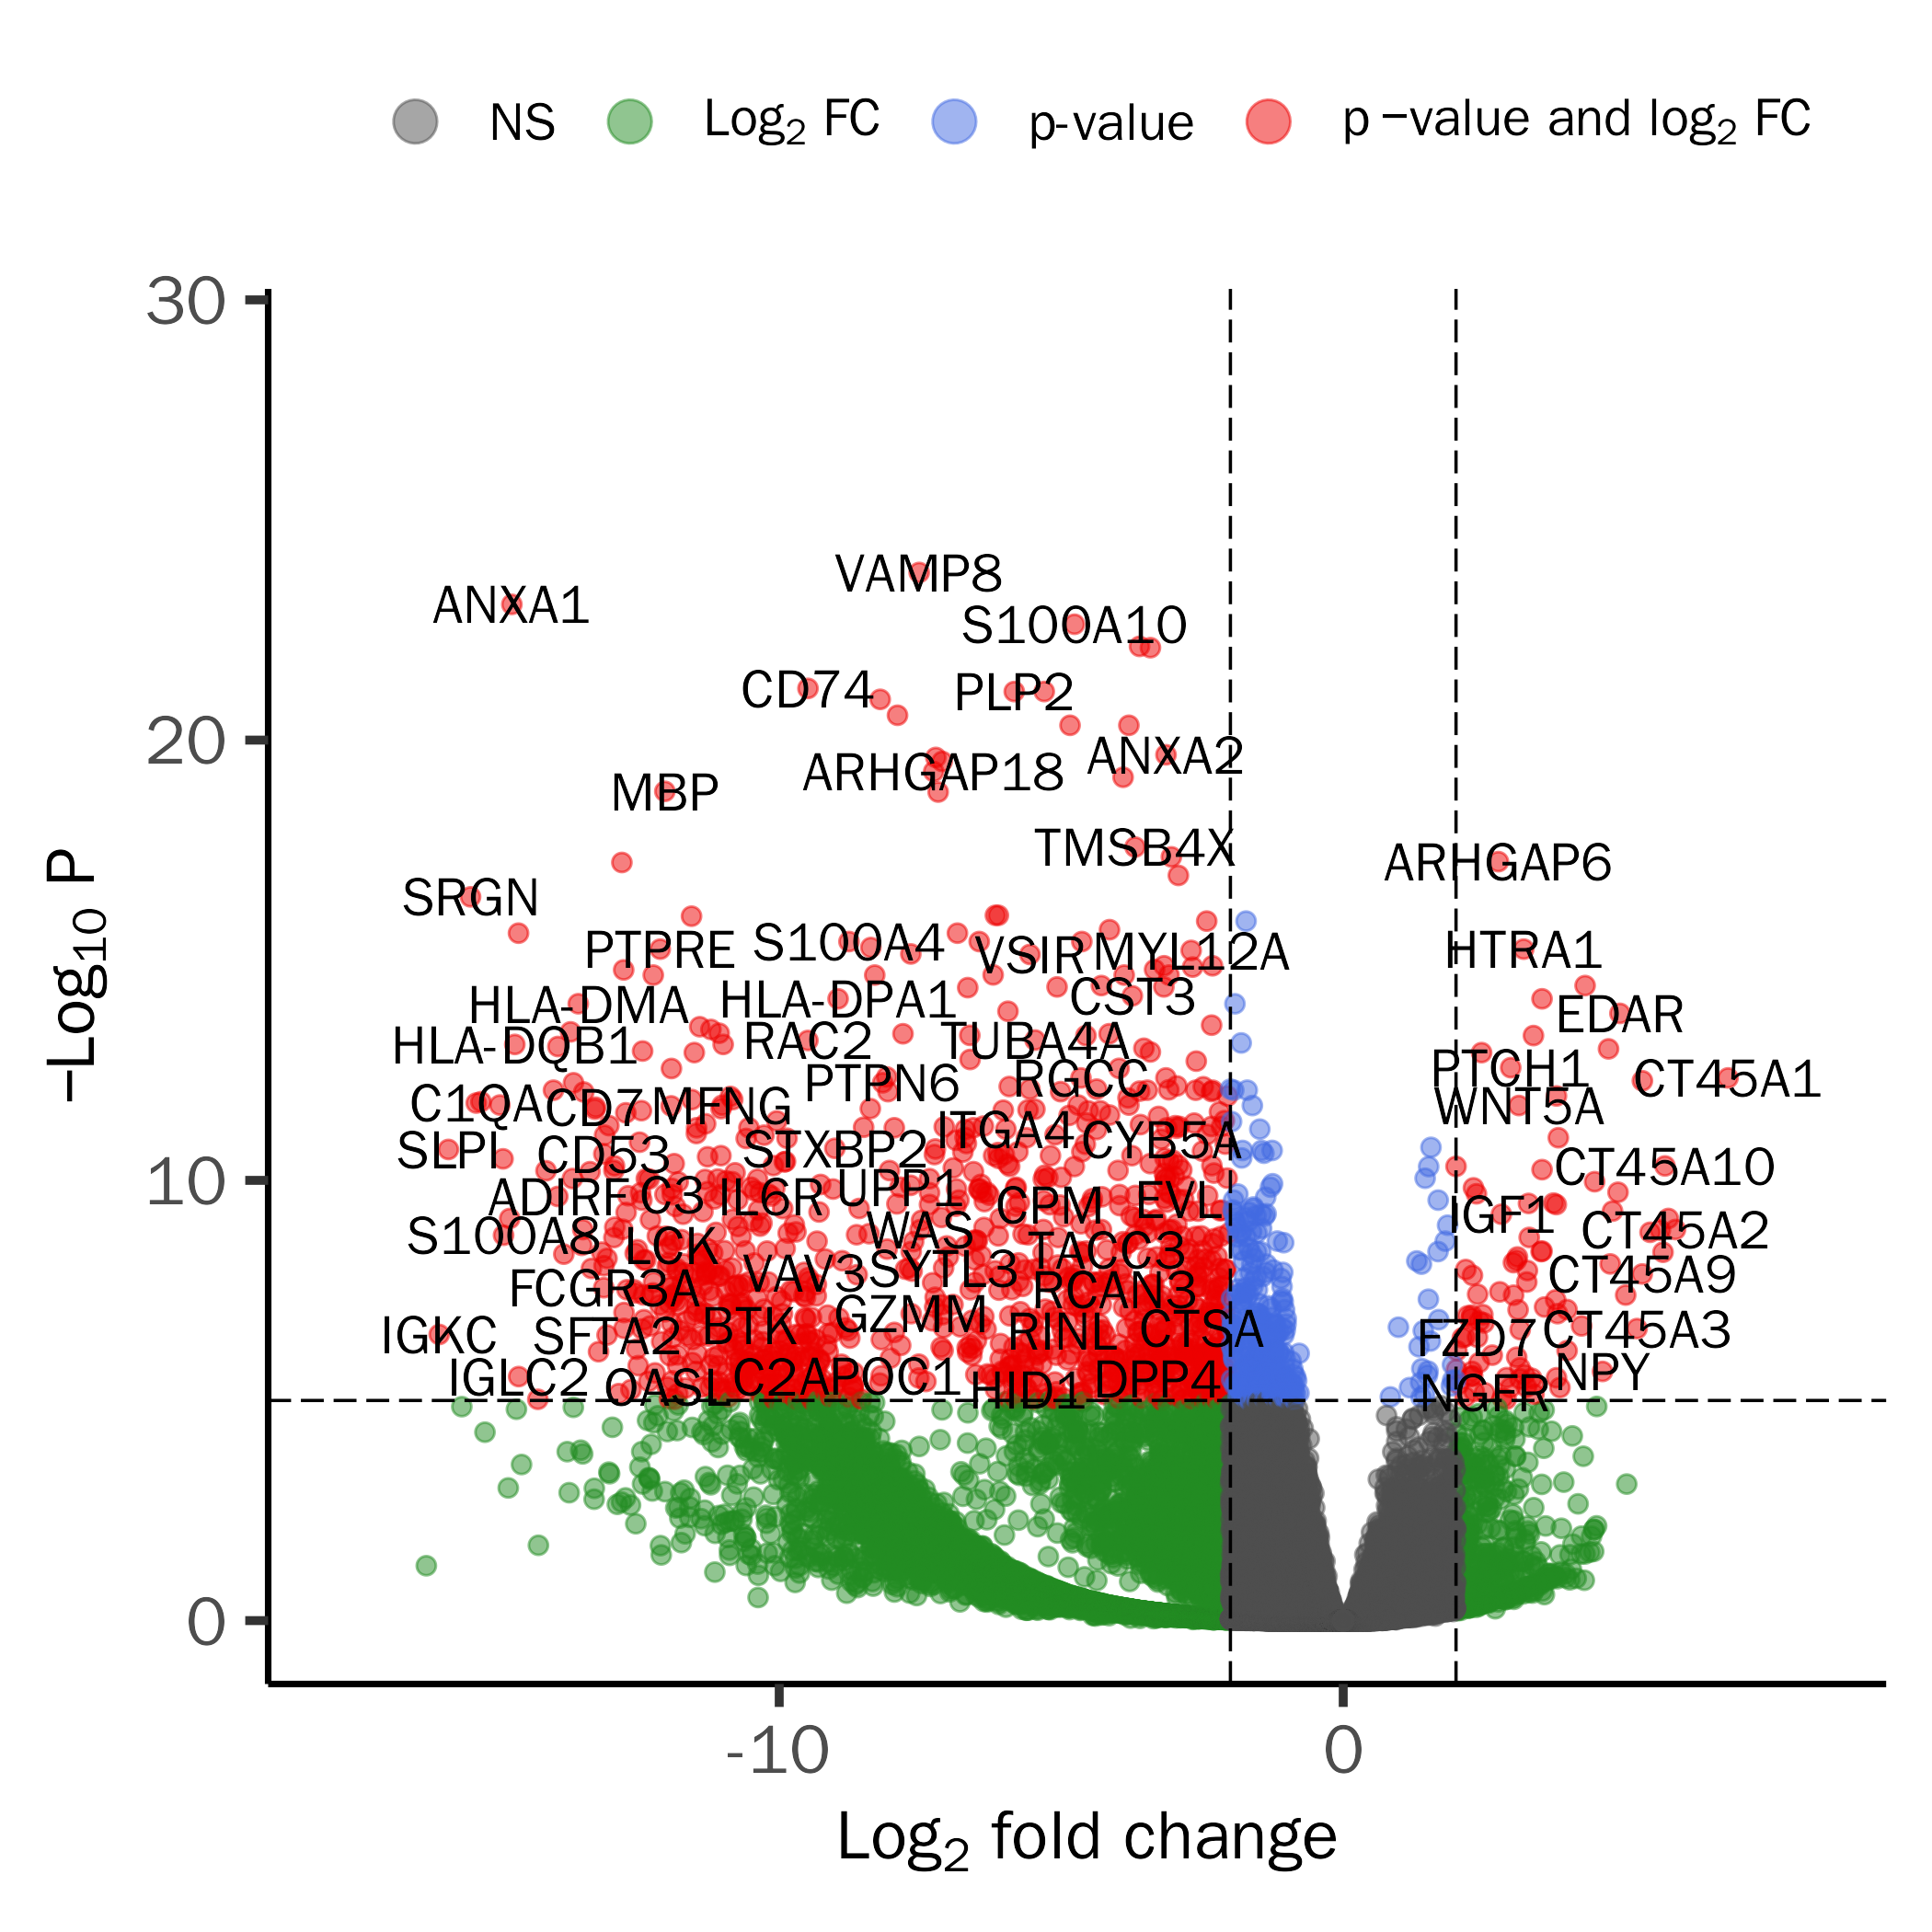 NS Log2 FC p-value p −value and log2 FC
30
VAMP8
ANXA1
S100A10
CD74 PLP2
20
ANXA2
ARHGAP18
MBP
TMSB4X
ARHGAP6
SRGN
PTPRE S100A4 VSIR MYL12A HTRA1
HLA-DMA HLA-DPA1 CST3
EDAR
HLA-DQB1 RAC2 TUBA4A
PTCH1
PTPN6 RGCC CT45A1
C1QA CD7 MFNG WNT5A
ITGA4 CYB5A
SLPI CD53 STXBP2
CT45A10
10
ADIRF C3 IL6R UPP1 CPM EVL
IGF1
S100A8 LCK WAS TACC3 CT45A2
FCGR3A VAV3 SYTL3 RCAN3 CT45A9
IGKC SFTA2 BTK GZMM RINL CTSA FZD7 CT45A3
IGLC2 OASL C2 APOC1 HID1 DPP4 NPY
NGFR
0
-10 0
Log2 fold change
−Log10 P